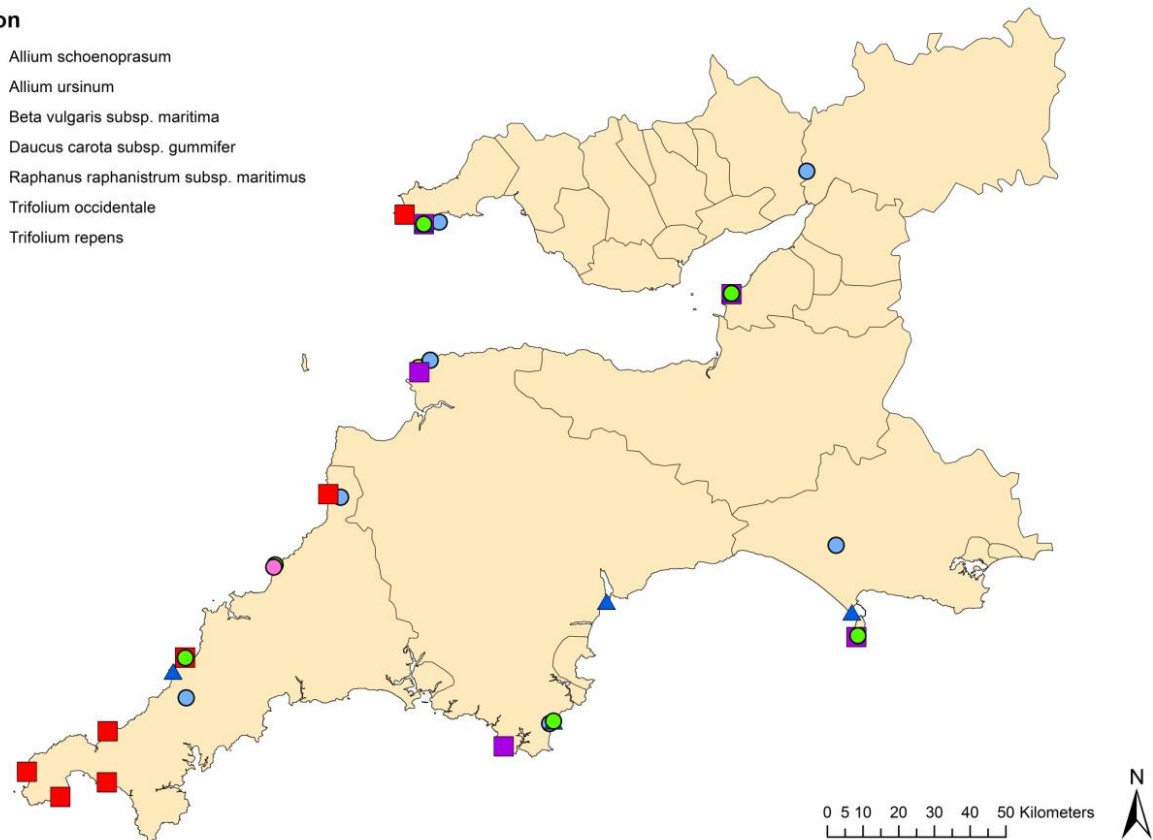 on
Allium schoenoprasum
Allium ursinum
Beta vulgaris subsp. maritima
Daucus carota subsp. gummifer
Raphanus raphanistrum subsp. maritimus
Trifolium occidentale
Trifolium repens
N
0 5 10 20 30 40 50 Kilometers